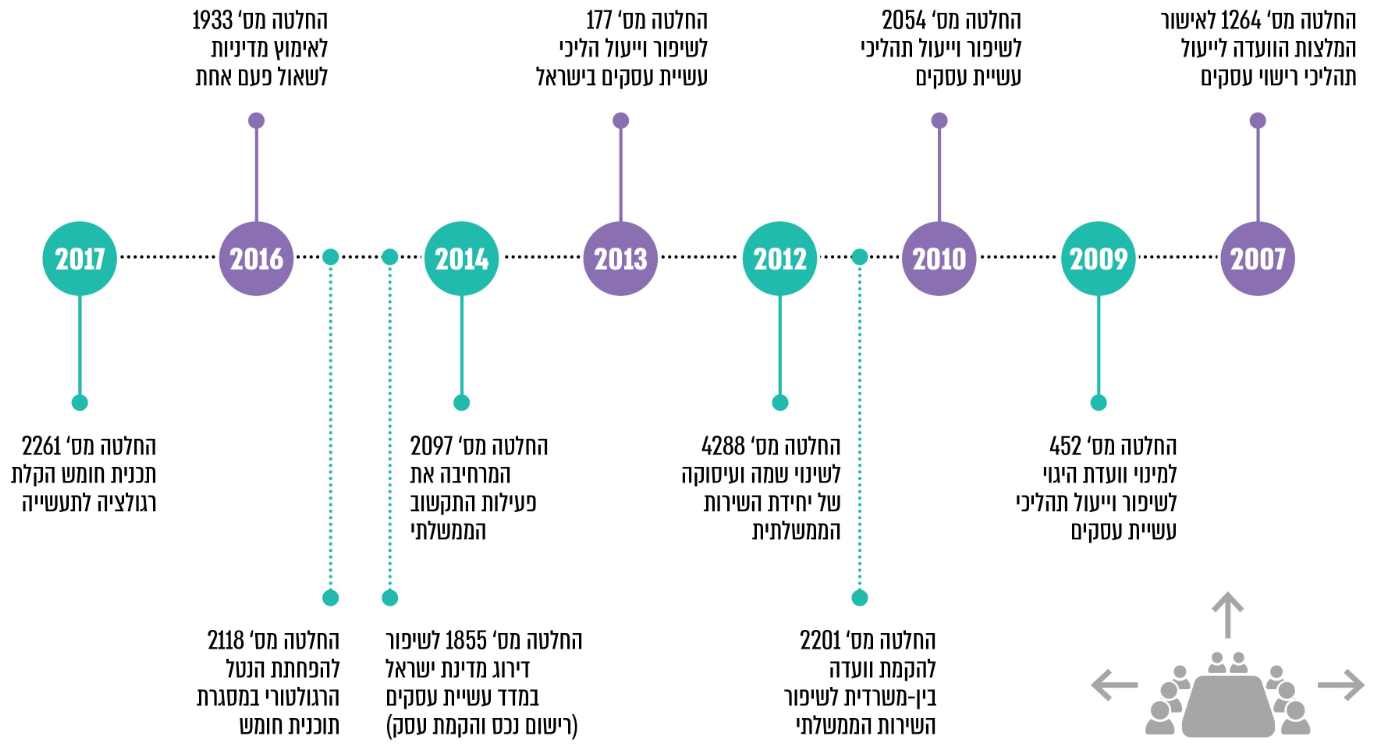 החלטה מס' 1264 לאישור
המלצות הוועדה לייעול
תהליכי רישוי עסקים
2007
2009
החלטה מס' 452
למינוי וועדת היגוי
לשיפור וייעול תהליכי
עשיית עסקים
החלטה מס' 2054
לשיפור וייעול תהליכי
עשיית עסקים
2010
החלטה מס' 2201
להקמת וועדה
בין-משרדית לשיפור
השירות הממשלתי
2012
החלטה מס' 4288
לשינוי שמה ועיסוקה
של יחידת השירות
הממשלתית
החלטה מס' 177
לשיפור וייעול הליכי
עשיית עסקים בישראל
2013
2014
החלטה מס' 2097
המרחיבה את
פעילות התקשוב
הממשלתי
החלטה מס' 1855 לשיפור
דירוג מדינת ישראל
במדד עשיית עסקים
(רישום נכס והקמת עסק)
החלטה מס' 2118
להפחתת הנטל
הרגולטורי במסגרת
תוכנית חומש
החלטה מס' 1933
לאימוץ מדיניות
לשאול פעם אחת
2016
2017
החלטה מס' 2261
תכנית חומש הקלת
רגולציה לתעשייה